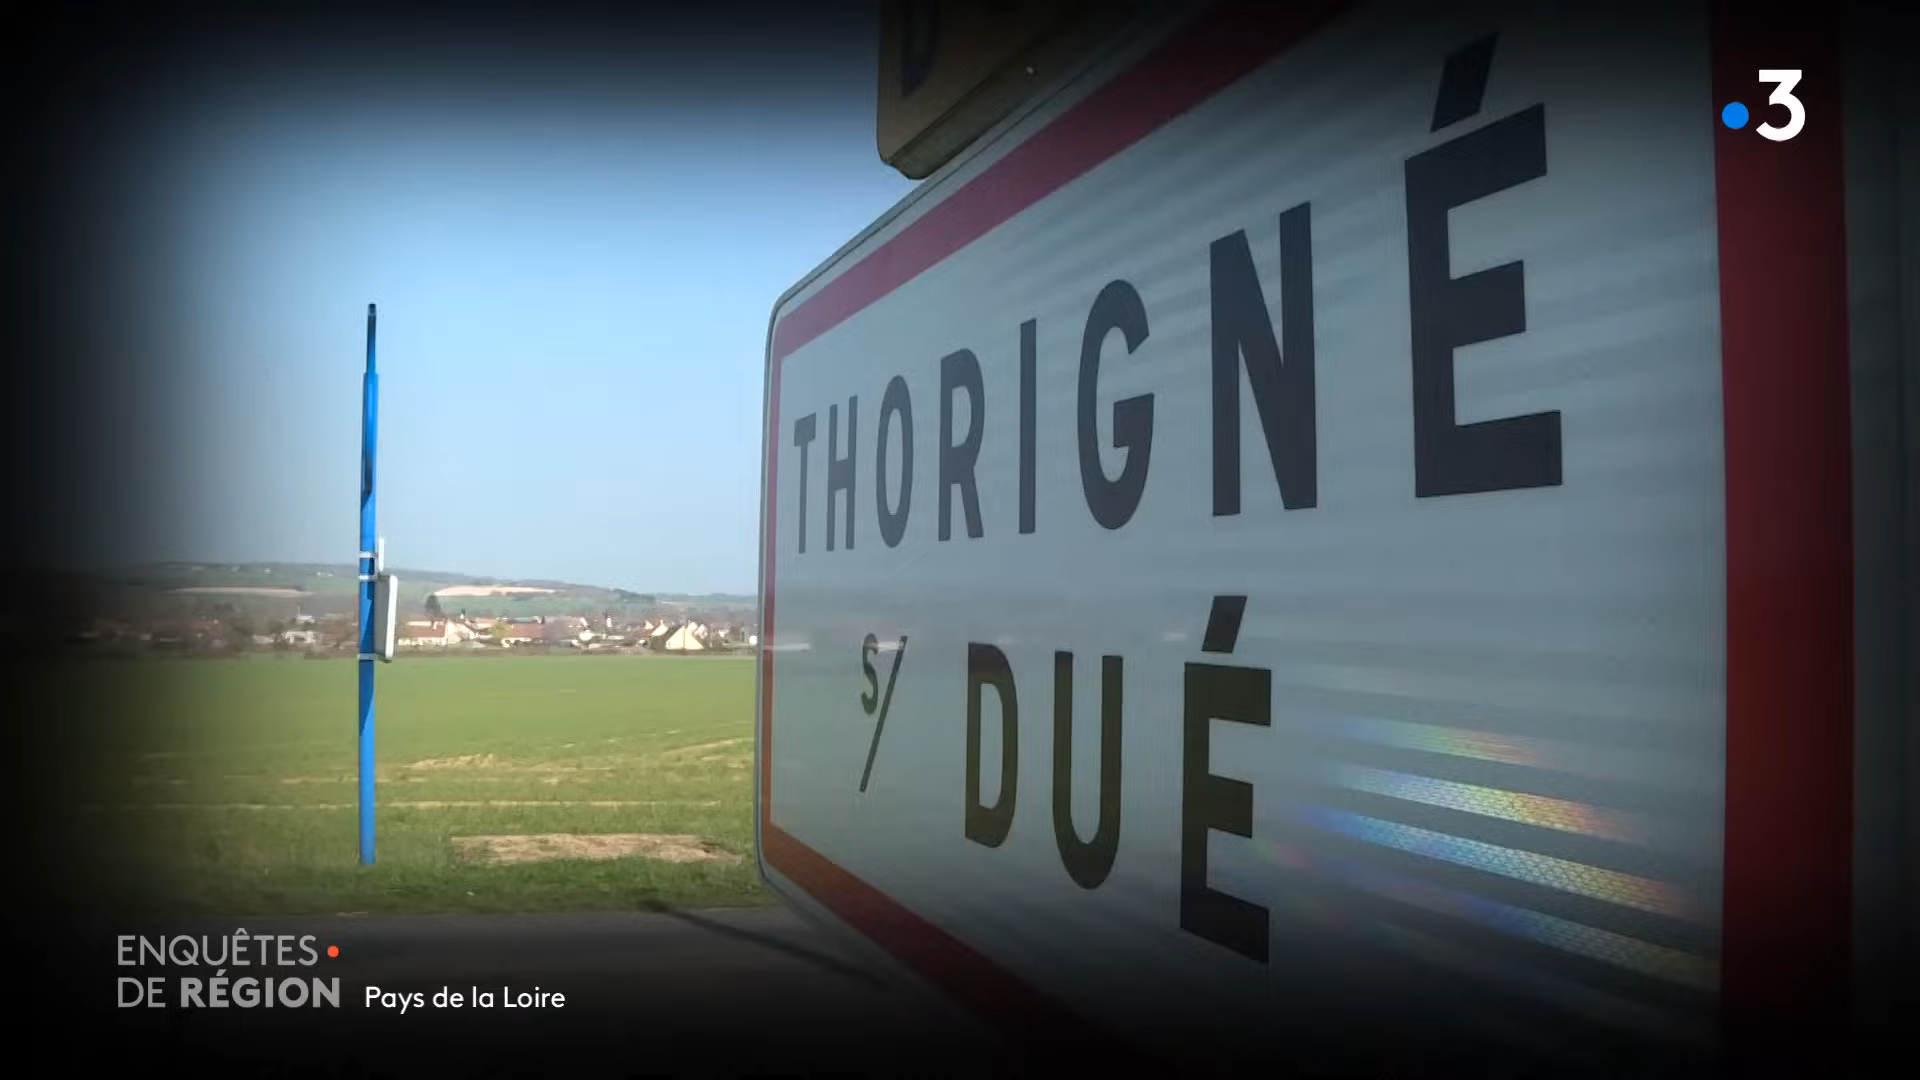 D
3
THORIGNÉ
S/ DUÉ
ENQUÊTES
DE RÉGION Pays de la Loire